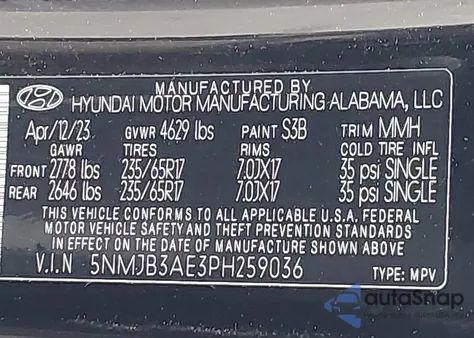 MANUFACTURED BY
HYUNDAI MOTOR MANUFACTURING ALABAMA, LLC
Apr/12/23 GVWR 4629 lbs PAINT S3B TRIM MMH
GAWR TIRES RIMS COLD TIRE INFL
FRONT 2778 lbs 235/65R17 7.0JX17 35 psi SINGLE
REAR 2646 lbs 235/65R17 7.0JX17 35 psi SINGLE
THIS VEHICLE CONFORMS TO ALL APPLICABLE U.S.A. FEDERAL
MOTOR VEHICLE SAFETY AND THEFT PREVENTION STANDARDS
IN EFFECT ON THE DATE OF MANUFACTURE SHOWN ABOVE
V.I.N 5NMJB3AE3PH259036 TYPE: MPV
autoSnap